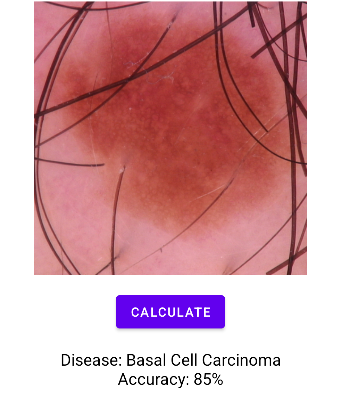 CALCULATE
Disease: Basal Cell Carcinoma
Accuracy: 85%